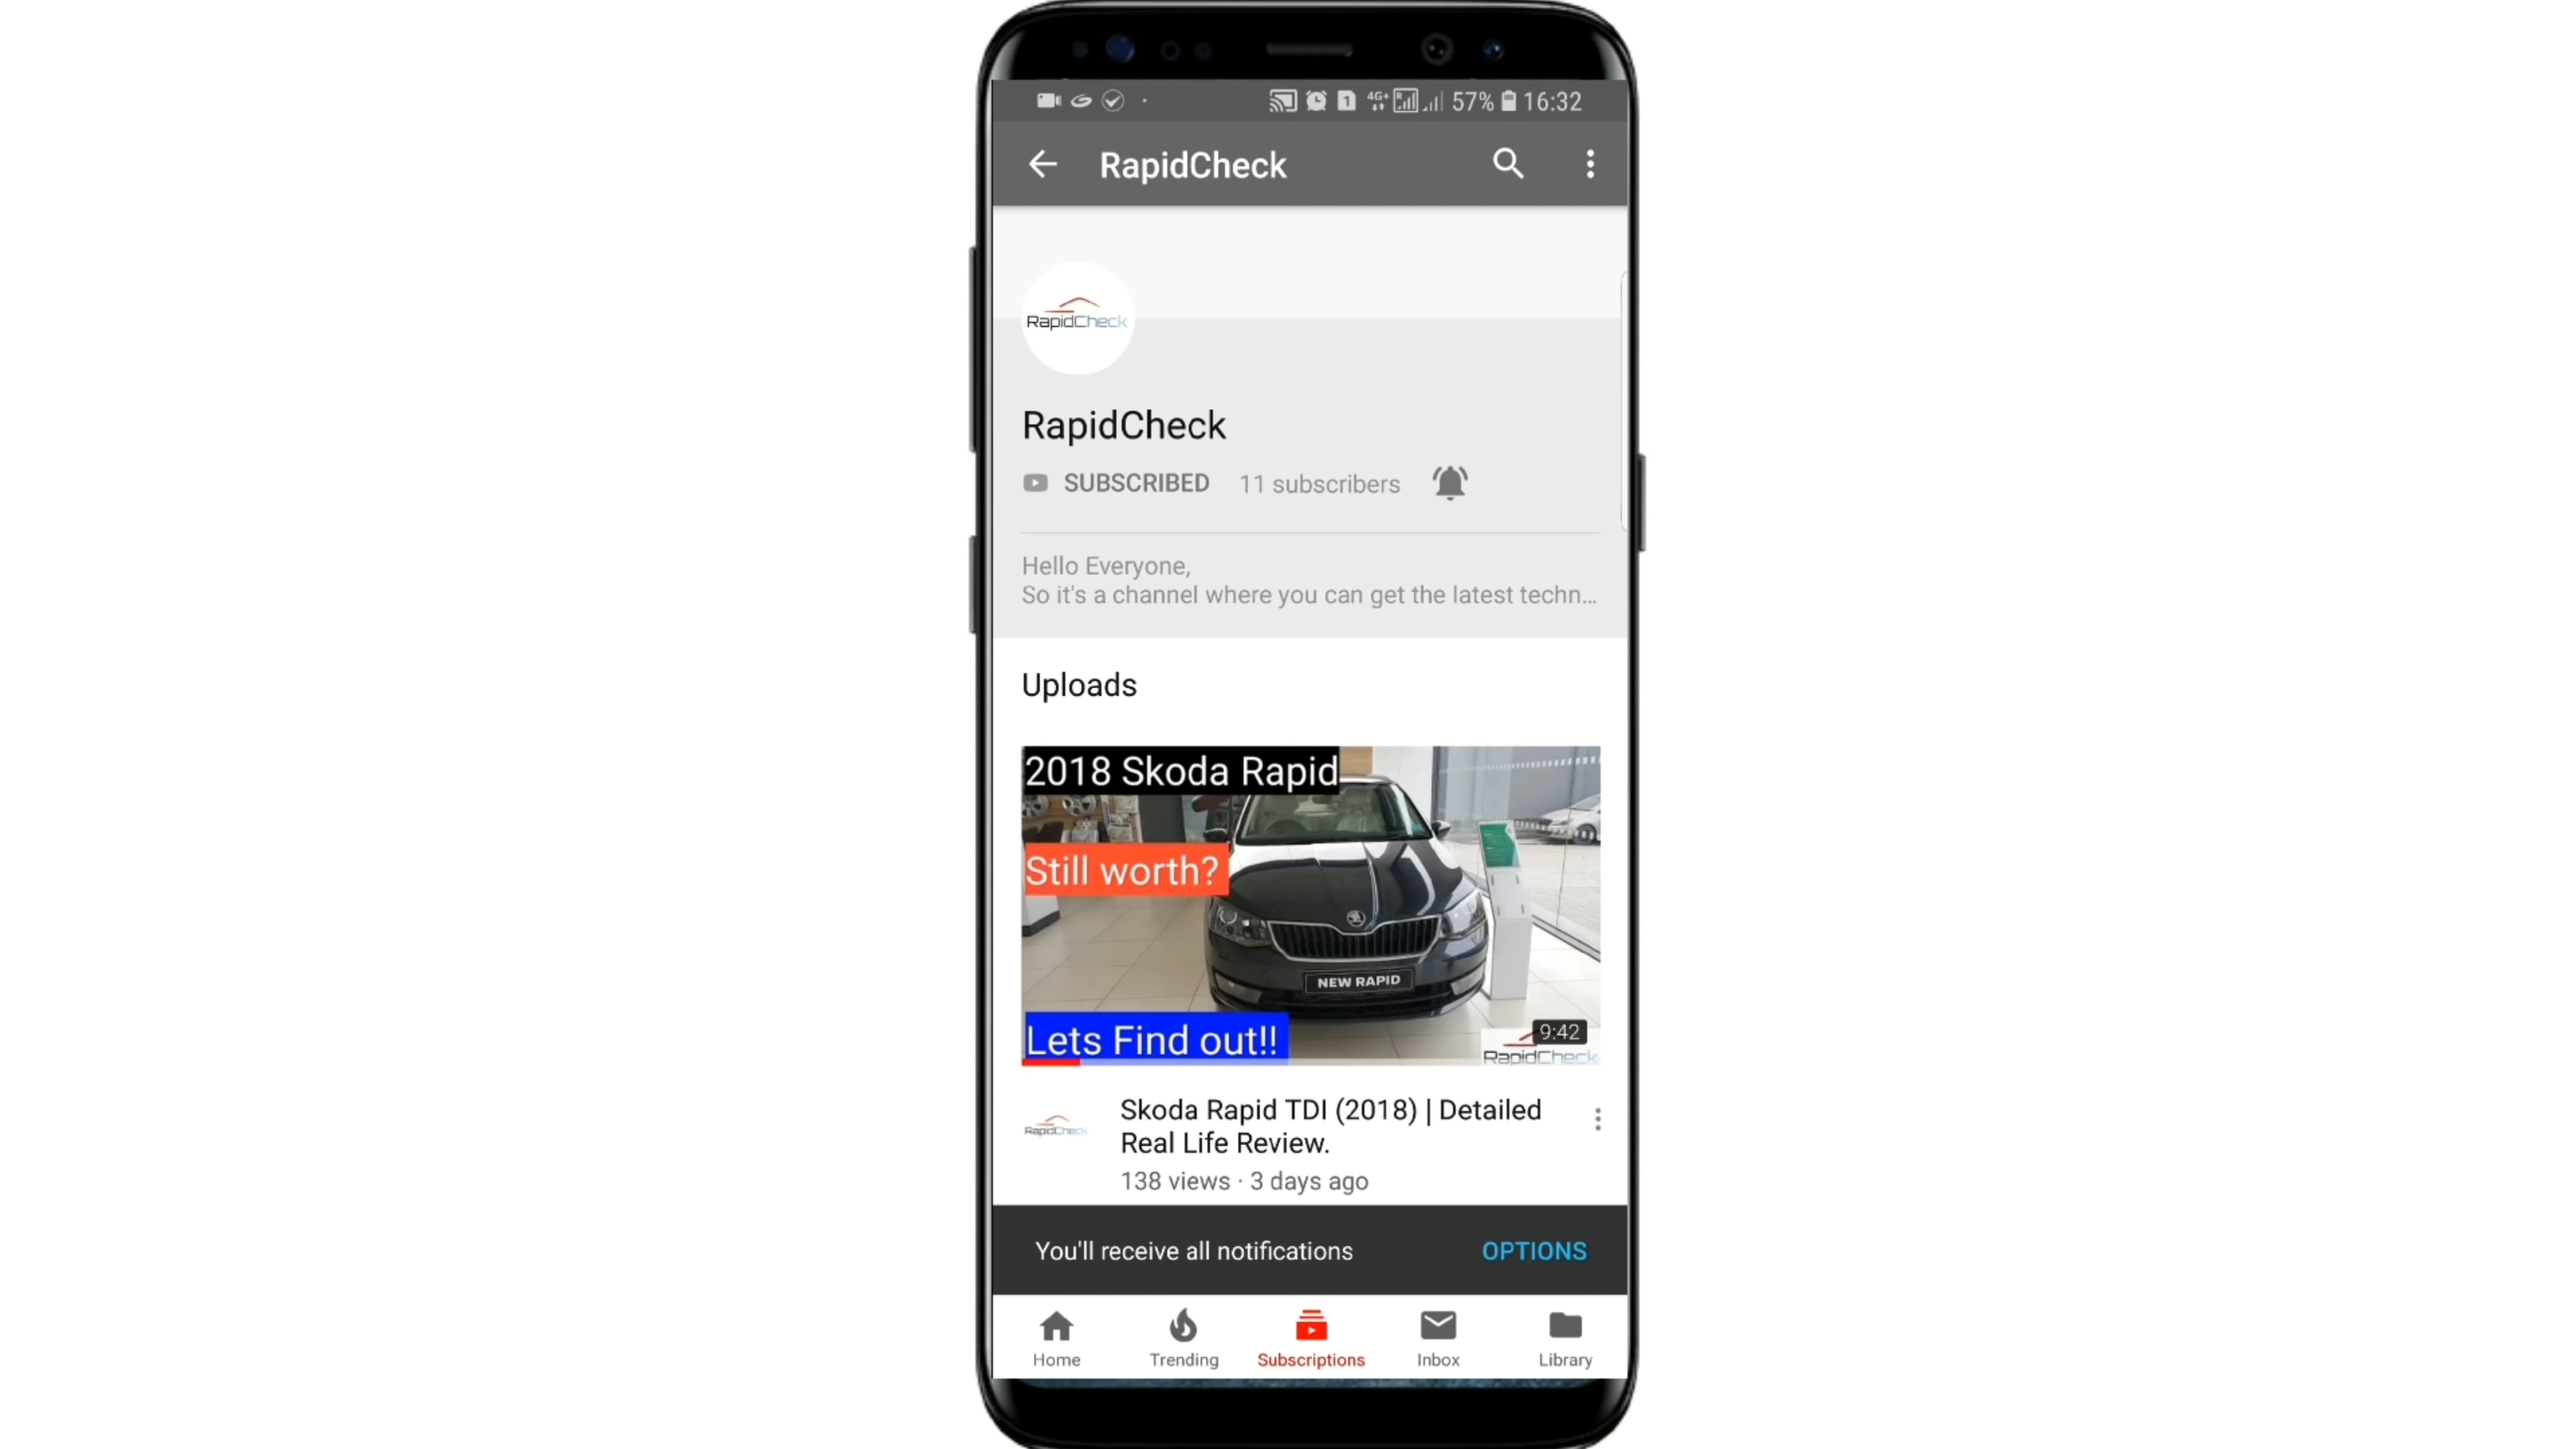 4G+ 57% 16:32
RapidCheck
RapidCheck
RapidCheck
SUBSCRIBED 11 subscribers
Hello Everyone,
So it's a channel where you can get the latest techn...
Uploads
2018 Skoda Rapid
Still worth?
NEW RAPID
Lets Find out!!
9:42
RapidCheck
Skoda Rapid TDI (2018) | Detailed
RapidCheck
Real Life Review.
138 views · 3 days ago
You'll receive all notifications OPTIONS
Home Trending Subscriptions Inbox Library